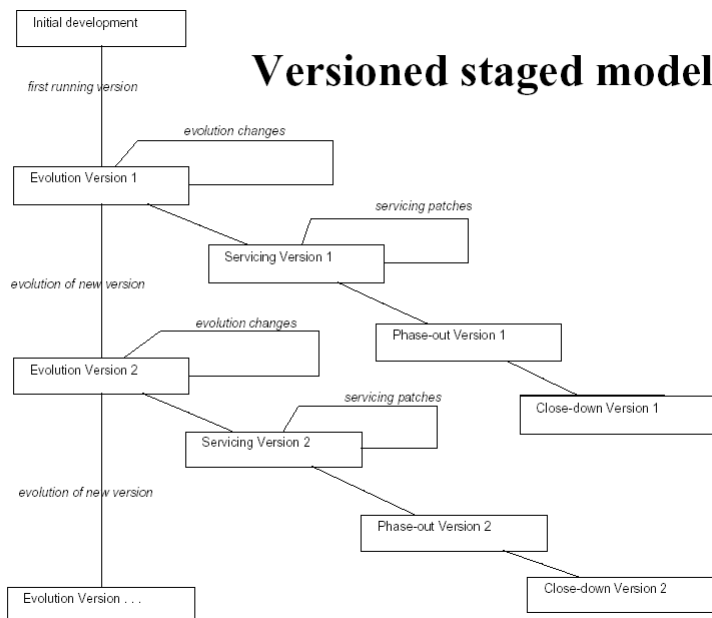 Initial development
Versioned staged model
first running version
evolution changes
Evolution Version 1
servicing patches
Servicing Version 1
evolution of new version
evolution changes
Phase-out Version 1
Evolution Version 2
servicing patches
Close-down Version 1
Servicing Version 2
evolution of new version
Phase-out Version 2
Close-down Version 2
Evolution Version . . .